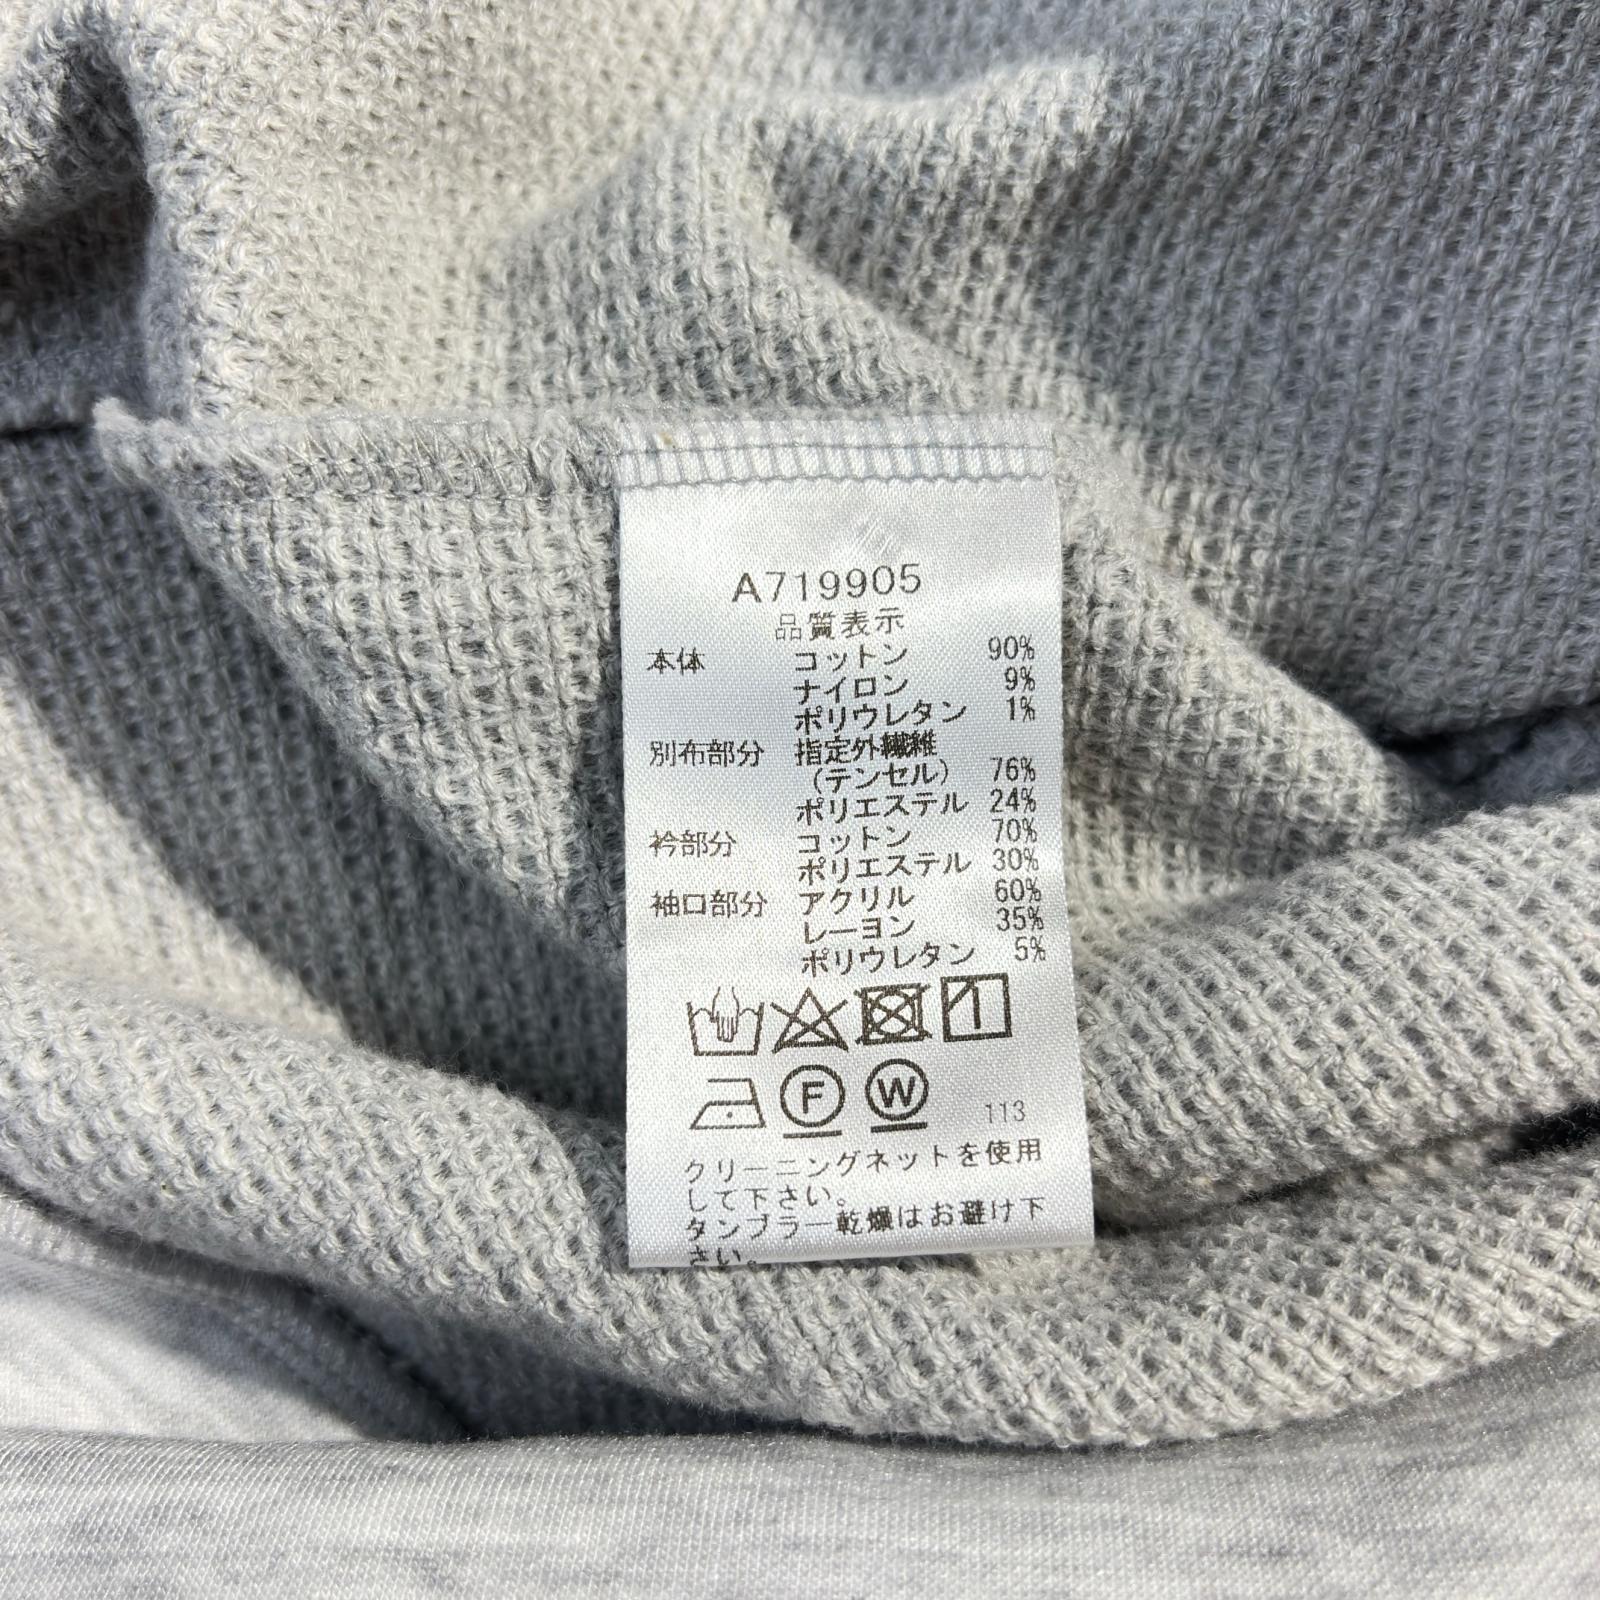 A719905
品質表示
本体 コットン 90%
ナイロン 9%
ポリウレタン 1%
別布部分 指定外繊維
(テンセル) 76%
ポリエステル 24%
衿部分 コットン 70%
ポリエステル 30%
袖口部分 アクリル 60%
レーヨン 35%
ポリウレタン 5%
F W 113
クリーニングネットを使用
して下さい。
タンブラー乾燥はお避け下
さい。